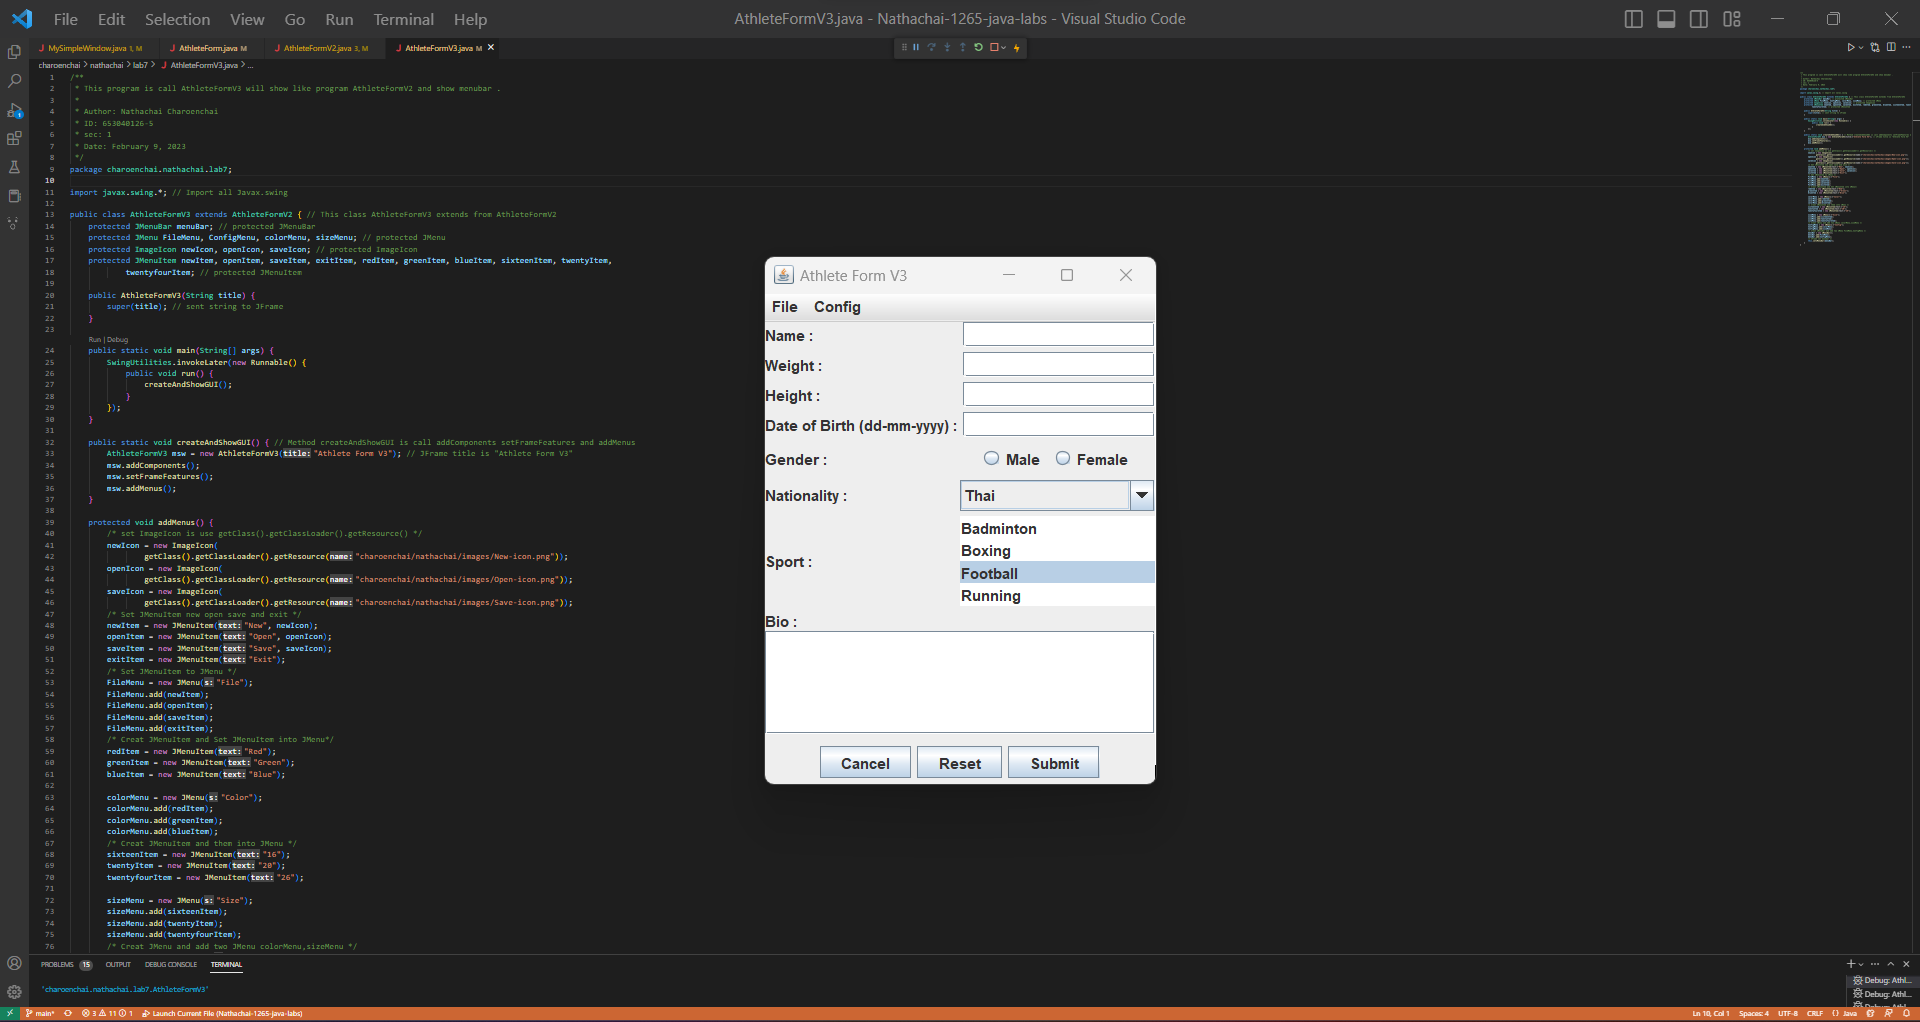 File Edit Selection View Go Run Terminal Help
AthleteFormV3.java - Nathachai-1265-java-labs - Visual Studio Code
MySimpleWindow.java 1, M AthleteForm.java M AthleteFormV2.java 3, M AthleteFormV3.java M
charoenchai > nathachai > lab7 > AthleteFormV3.java > ...
1 /**
2 * This program is call AthleteFormV3 will show like program AthleteFormV2 and show menubar .
3 *
4 * Author: Nathachai Charoenchai
5 * ID: 653040126-5
6 * sec: 1
7 * Date: February 9, 2023
8 */
9 package charoenchai.nathachai.lab7;
10
11 import javax.swing.*; // Import all Javax.swing
12
13 public class AthleteFormV3 extends AthleteFormV2 { // This class AthleteFormV3 extends from AthleteFormV2
14 protected JMenuBar menuBar; // protected JMenuBar
15 protected JMenu FileMenu, ConfigMenu, colorMenu, sizeMenu; // protected JMenu
16 protected ImageIcon newIcon, openIcon, saveIcon; // protected ImageIcon
17 protected JMenuItem newItem, openItem, saveItem, exitItem, redItem, greenItem, blueItem, sixteenItem, twentyItem,
18 twentyfourItem; // protected JMenuItem
19
20 public AthleteFormV3(String title) {
21 super(title); // sent string to JFrame
22 }
23
Run | Debug
24 public static void main(String[] args) {
25 SwingUtilities.invokeLater(new Runnable() {
26 public void run() {
27 createAndShowGUI();
28 }
29 });
30 }
31
32 public static void createAndShowGUI() { // Method createAndShowGUI is call addComponents setFrameFeatures and addMenus
33 AthleteFormV3 msw = new AthleteFormV3(title:"Athlete Form V3"); // JFrame title is "Athlete Form V3"
34 msw.addComponents();
35 msw.setFrameFeatures();
36 msw.addMenus();
37 }
38
39 protected void addMenus() {
40 /* set ImageIcon is use getClass().getClassLoader().getResource() */
41 newIcon = new ImageIcon(
42 getClass().getClassLoader().getResource(name:"charoenchai/nathachai/images/New-icon.png"));
43 openIcon = new ImageIcon(
44 getClass().getClassLoader().getResource(name:"charoenchai/nathachai/images/Open-icon.png"));
45 saveIcon = new ImageIcon(
46 getClass().getClassLoader().getResource(name:"charoenchai/nathachai/images/Save-icon.png"));
47 /* Set JMenuItem new open save and exit */
48 newItem = new JMenuItem(text:"New", newIcon);
49 openItem = new JMenuItem(text:"Open", openIcon);
50 saveItem = new JMenuItem(text:"Save", saveIcon);
51 exitItem = new JMenuItem(text:"Exit");
52 /* Set JMenuItem to JMenu */
53 FileMenu = new JMenu(s:"File");
54 FileMenu.add(newItem);
55 FileMenu.add(openItem);
56 FileMenu.add(saveItem);
57 FileMenu.add(exitItem);
58 /* Creat JMenuItem and Set JMenuItem into JMenu*/
59 redItem = new JMenuItem(text:"Red");
60 greenItem = new JMenuItem(text:"Green");
61 blueItem = new JMenuItem(text:"Blue");
62
63 colorMenu = new JMenu(s:"Color");
64 colorMenu.add(redItem);
65 colorMenu.add(greenItem);
66 colorMenu.add(blueItem);
67 /* Creat JMenuItem and them into JMenu */
68 sixteenItem = new JMenuItem(text:"16");
69 twentyItem = new JMenuItem(text:"20");
70 twentyfourItem = new JMenuItem(text:"26");
71
72 sizeMenu = new JMenu(s:"Size");
73 sizeMenu.add(sixteenItem);
74 sizeMenu.add(twentyItem);
75 sizeMenu.add(twentyfourItem);
76 /* Creat JMenu and add two JMenu colorMenu,sizeMenu */
Athlete Form V3
File Config
Name :
Weight :
Height :
Date of Birth (dd-mm-yyyy) :
Gender : Male Female
Nationality : Thai
Badminton
Boxing
Sport :
Football
Running
Bio :
Cancel Reset Submit
PROBLEMS 15 OUTPUT DEBUG CONSOLE TERMINAL
'charoenchai.nathachai.lab7.AthleteFormV3'
Debug: Athl...
Debug: Athl...
main* 3 11 1 Launch Current File (Nathachai-1265-java-labs)
Ln 10, Col 1 Spaces: 4 UTF-8 CRLF {} Java